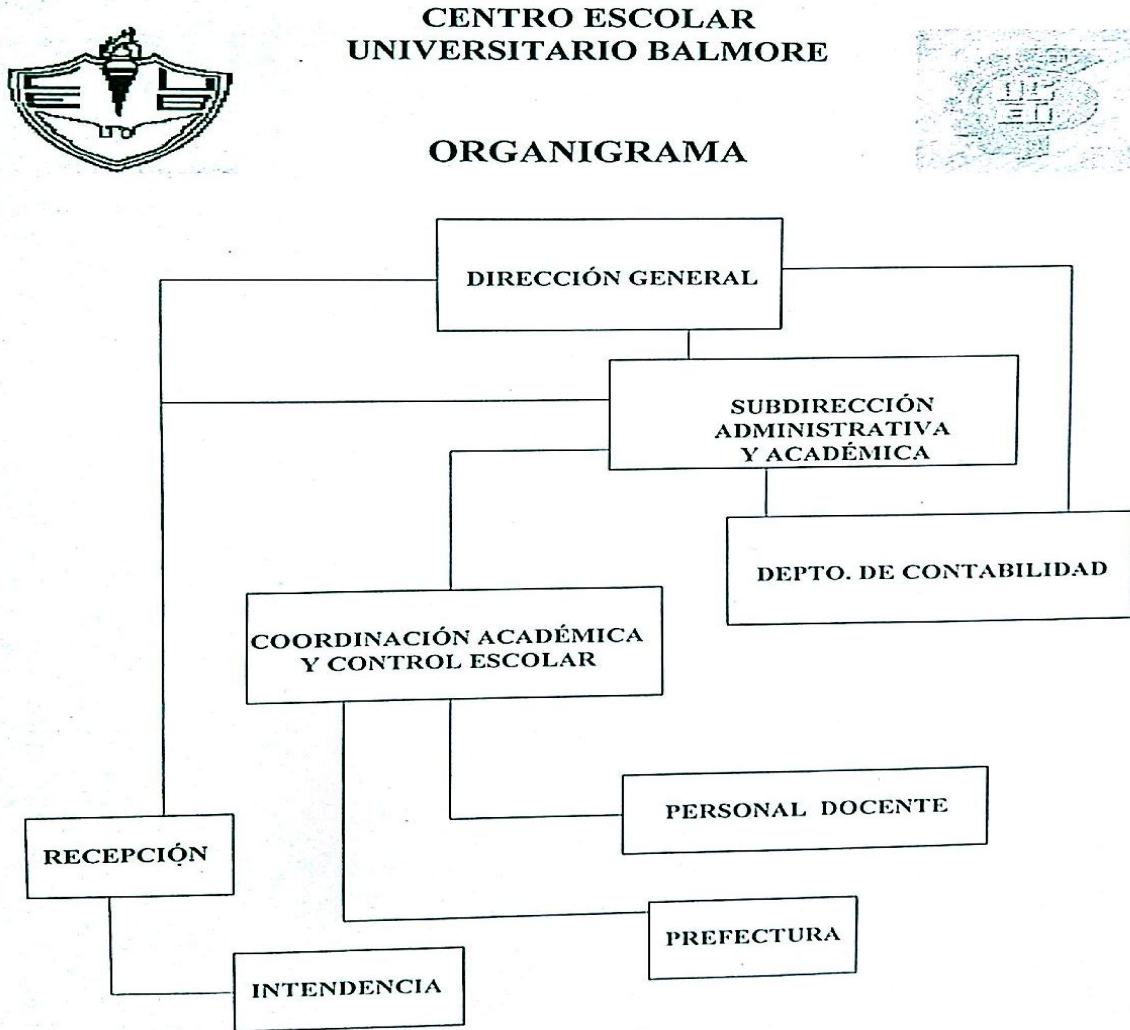 CENTRO ESCOLAR
UNIVERSITARIO BALMORE
ORGANIGRAMA
DIRECCIÓN GENERAL
SUBDIRECCIÓN
ADMINISTRATIVA
Y ACADÉMICA
DEPTO. DE CONTABILIDAD
COORDINACIÓN ACADÉMICA
Y CONTROL ESCOLAR
PERSONAL DOCENTE
RECEPCIÓN
PREFECTURA
INTENDENCIA